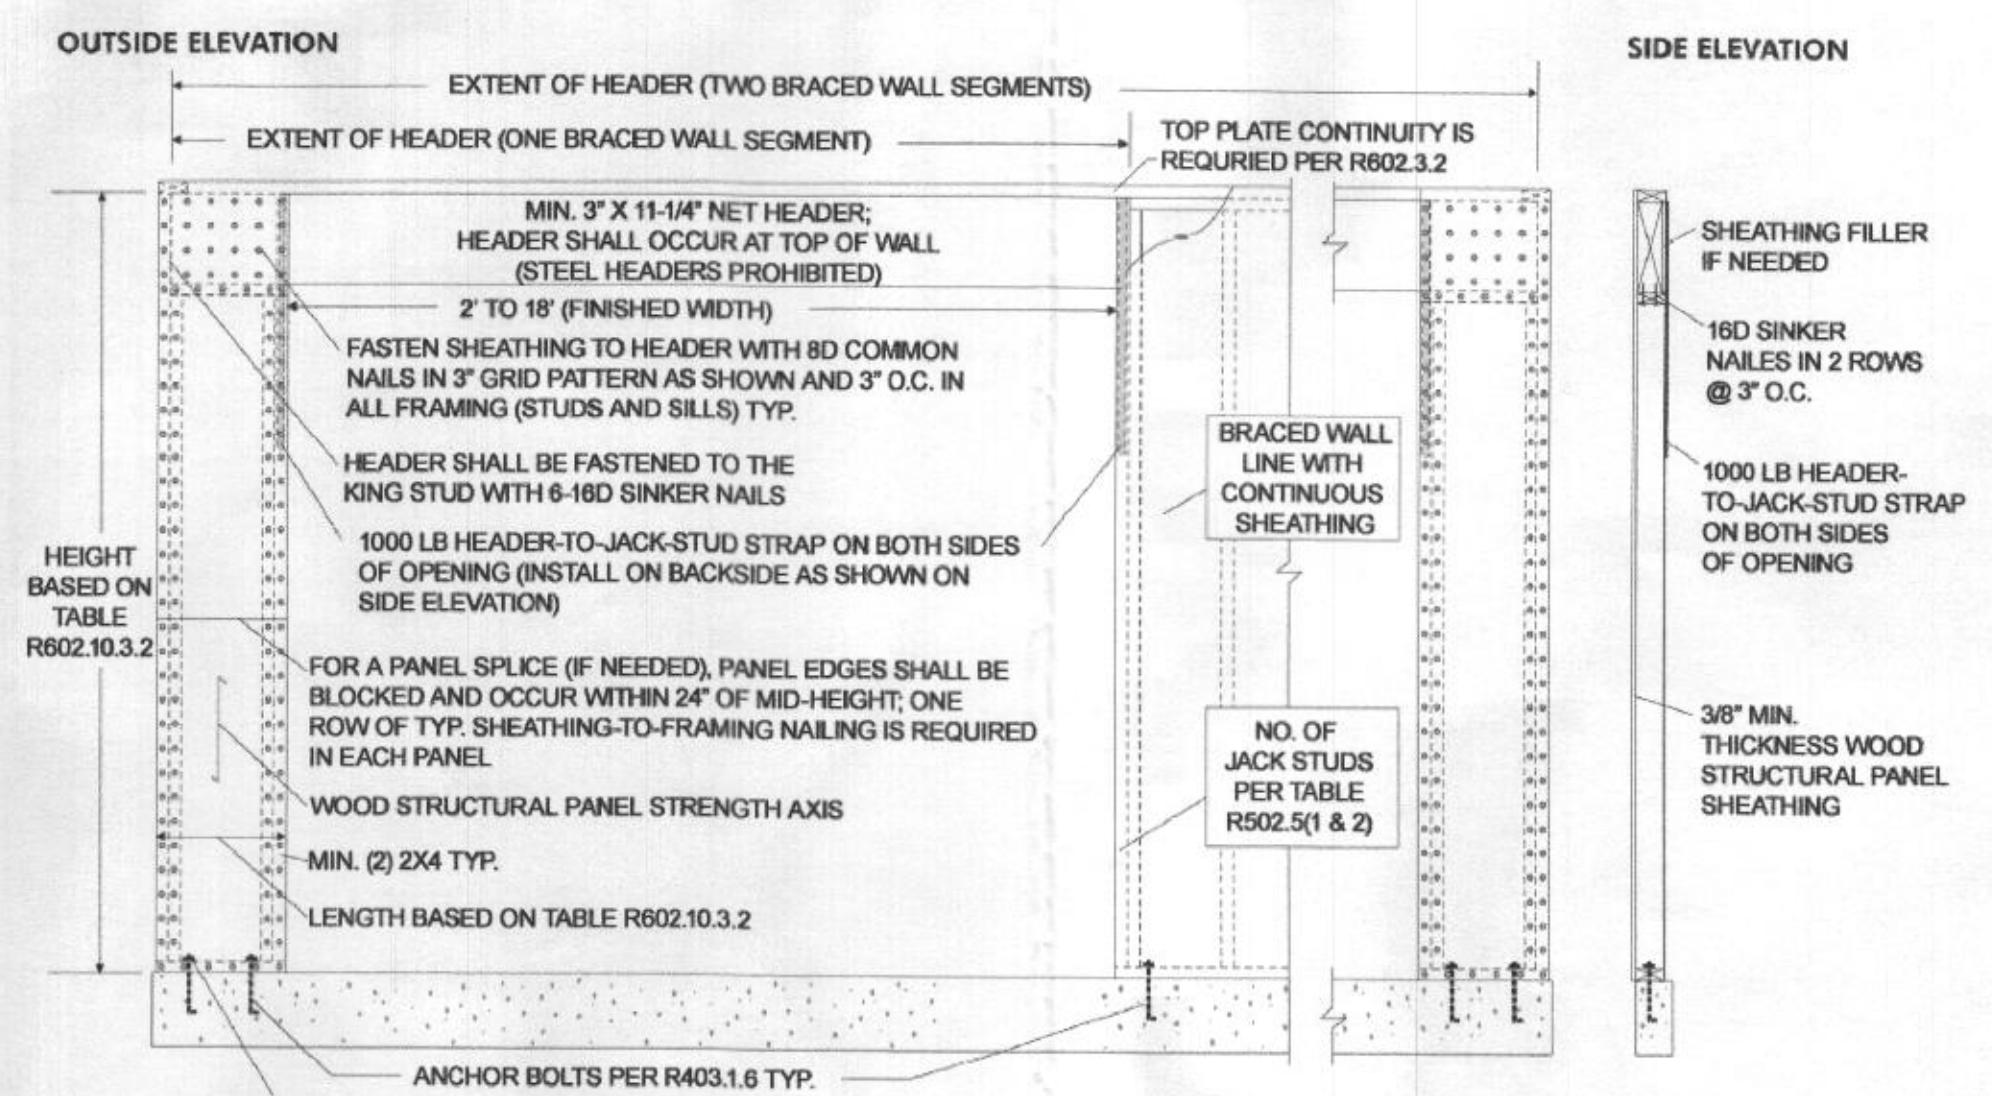 OUTSIDE ELEVATION
SIDE ELEVATION
EXTENT OF HEADER (TWO BRACED WALL SEGMENTS)
EXTENT OF HEADER (ONE BRACED WALL SEGMENT)
TOP PLATE CONTINUITY IS
REQURIED PER R602.3.2
MIN. 3" X 11-1/4" NET HEADER;
HEADER SHALL OCCUR AT TOP OF WALL
(STEEL HEADERS PROHIBITED)
2' TO 18' (FINISHED WIDTH)
FASTEN SHEATHING TO HEADER WITH 8D COMMON
NAILS IN 3" GRID PATTERN AS SHOWN AND 3" O.C. IN
ALL FRAMING (STUDS AND SILLS) TYP.
HEADER SHALL BE FASTENED TO THE
KING STUD WITH 6-16D SINKER NAILS
1000 LB HEADER-TO-JACK-STUD STRAP ON BOTH SIDES
OF OPENING (INSTALL ON BACKSIDE AS SHOWN ON
SIDE ELEVATION)
HEIGHT
BASED ON
TABLE
R602.10.3.2
FOR A PANEL SPLICE (IF NEEDED), PANEL EDGES SHALL BE
BLOCKED AND OCCUR WITHIN 24" OF MID-HEIGHT; ONE
ROW OF TYP. SHEATHING-TO-FRAMING NAILING IS REQUIRED
IN EACH PANEL
WOOD STRUCTURAL PANEL STRENGTH AXIS
MIN. (2) 2X4 TYP.
LENGTH BASED ON TABLE R602.10.3.2
ANCHOR BOLTS PER R403.1.6 TYP.
BRACED WALL
LINE WITH
CONTINUOUS
SHEATHING
NO. OF
JACK STUDS
PER TABLE
R502.5(1 & 2)
SHEATHING FILLER
IF NEEDED
16D SINKER
NAILES IN 2 ROWS
@ 3" O.C.
1000 LB HEADER-
TO-JACK-STUD STRAP
ON BOTH SIDES
OF OPENING
3/8" MIN.
THICKNESS WOOD
STRUCTURAL PANEL
SHEATHING